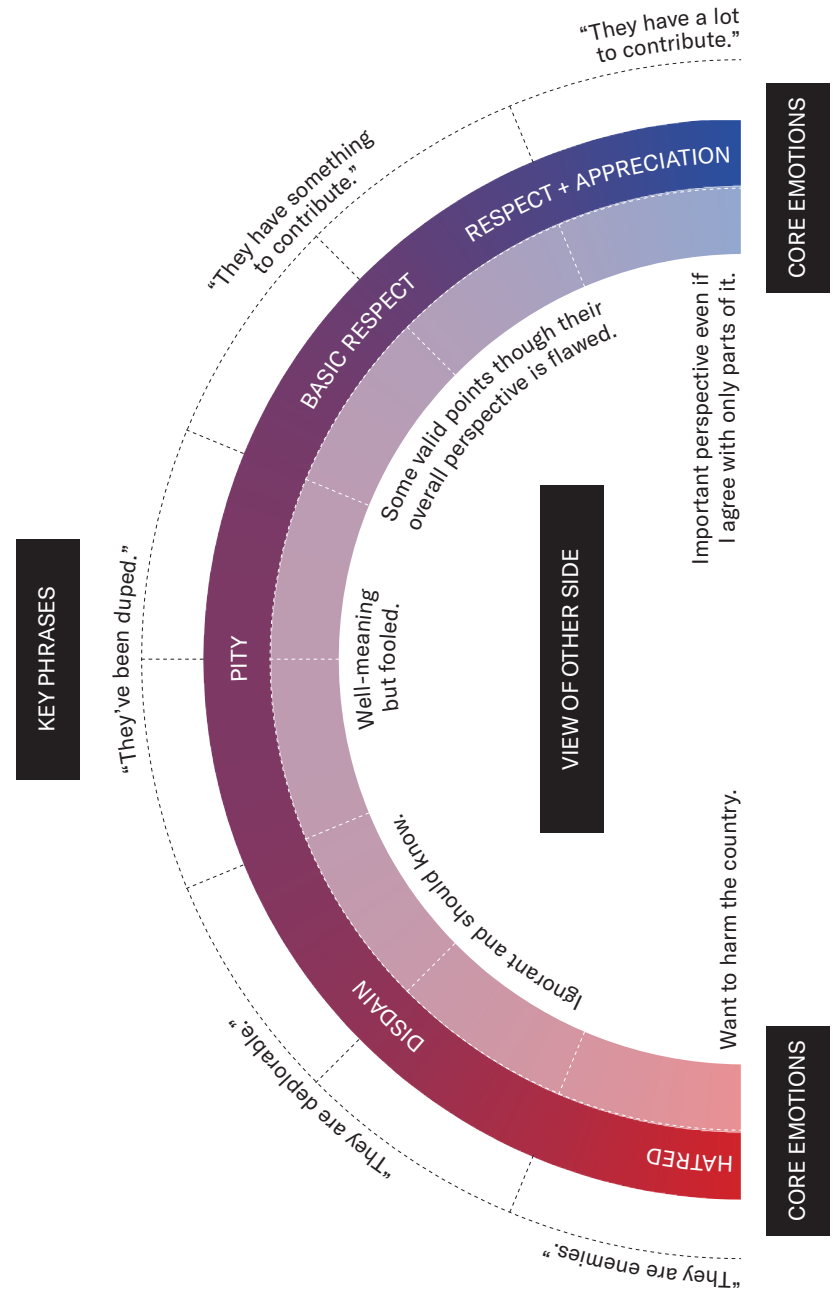 KEY PHRASES
“They are enemies.”
“They are deplorable.”
“They’ve been duped.”
“They have something
to contribute.”
“They have a lot
to contribute.”
HATRED
DISDAIN
PITY
BASIC RESPECT
RESPECT + APPRECIATION
Want to harm the country.
Ignorant and should know.
Well-meaning
but fooled.
Some valid points though their
overall perspective is flawed.
Important perspective even if
I agree with only parts of it.
VIEW OF OTHER SIDE
CORE EMOTIONS
CORE EMOTIONS